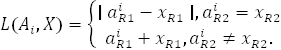 L(A_i, X) = { | a^i_{R1} − x_{R1} |, a^i_{R2} = x_{R2}
a^i_{R1} + x_{R1}, a^i_{R2} ≠ x_{R2}.